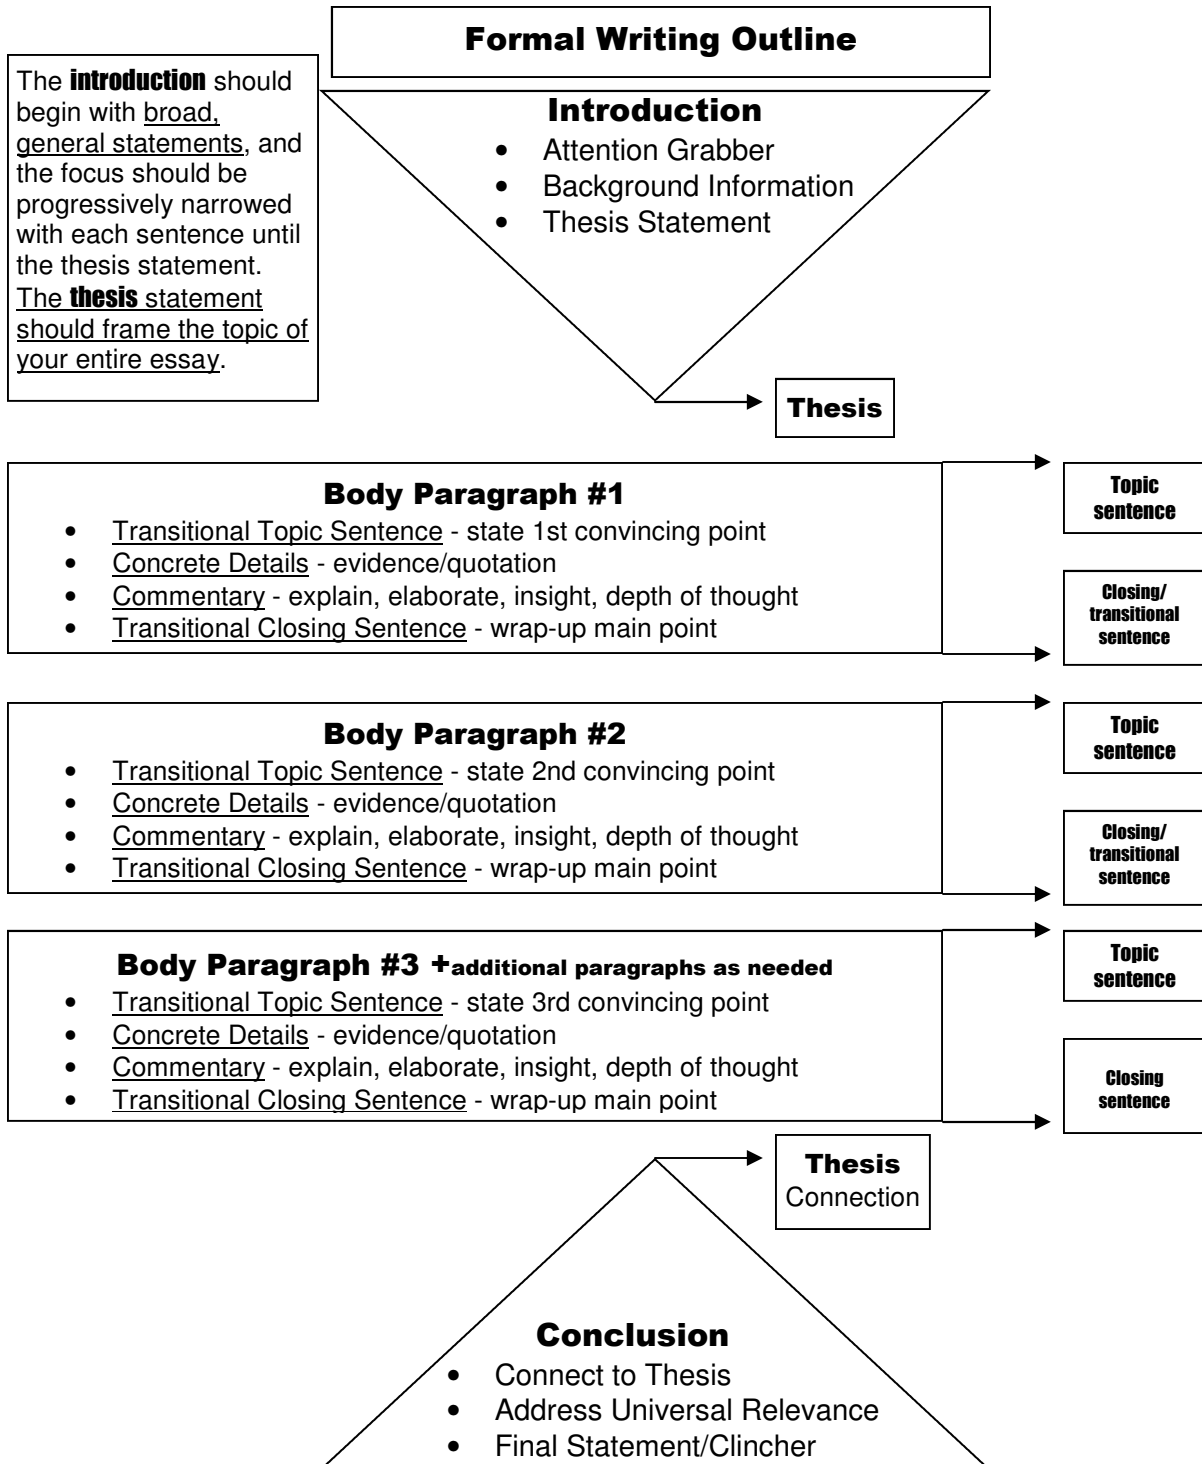 Formal Writing Outline
The introduction should
begin with broad,
general statements, and
the focus should be
progressively narrowed
with each sentence until
the thesis statement.
The thesis statement
should frame the topic of
your entire essay.
Introduction
• Attention Grabber
• Background Information
• Thesis Statement
Thesis
Body Paragraph #1
• Transitional Topic Sentence - state 1st convincing point
• Concrete Details - evidence/quotation
• Commentary - explain, elaborate, insight, depth of thought
• Transitional Closing Sentence - wrap-up main point
Topic
sentence
Closing/
transitional
sentence
Body Paragraph #2
• Transitional Topic Sentence - state 2nd convincing point
• Concrete Details - evidence/quotation
• Commentary - explain, elaborate, insight, depth of thought
• Transitional Closing Sentence - wrap-up main point
Topic
sentence
Closing/
transitional
sentence
Body Paragraph #3 +additional paragraphs as needed
• Transitional Topic Sentence - state 3rd convincing point
• Concrete Details - evidence/quotation
• Commentary - explain, elaborate, insight, depth of thought
• Transitional Closing Sentence - wrap-up main point
Topic
sentence
Closing
sentence
Thesis
Connection
Conclusion
• Connect to Thesis
• Address Universal Relevance
• Final Statement/Clincher